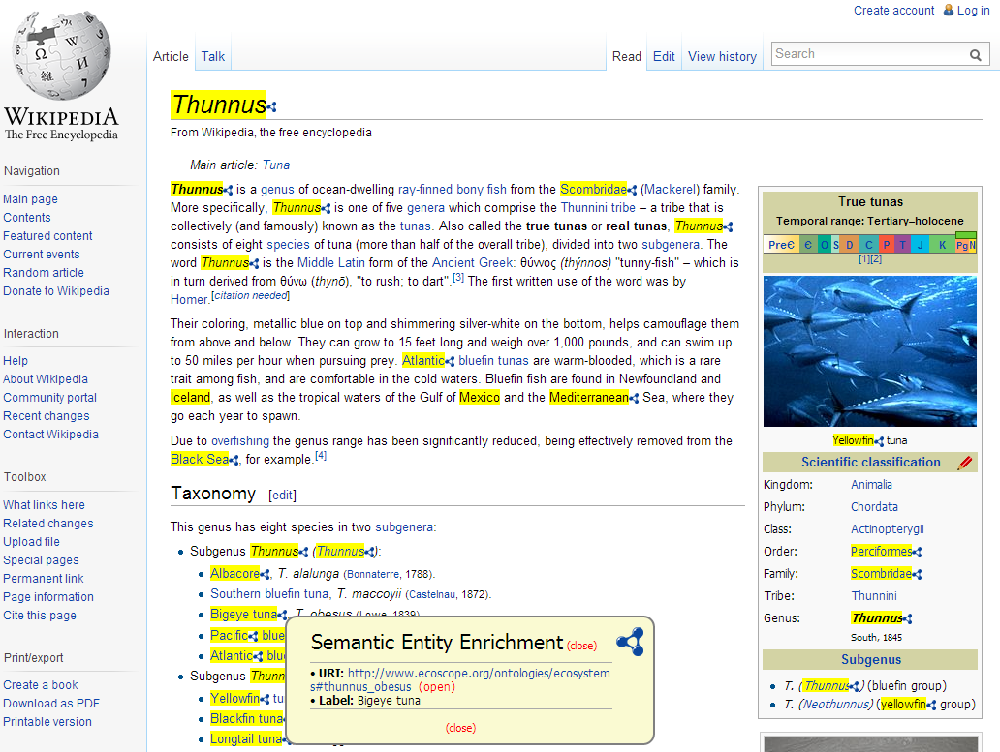 Create account Log in
Article Talk Read Edit View history Search
WIKIPEDIA
The Free Encyclopedia
Navigation
Main page
Contents
Featured content
Current events
Random article
Donate to Wikipedia
Interaction
Help
About Wikipedia
Community portal
Recent changes
Contact Wikipedia
Toolbox
What links here
Related changes
Upload file
Special pages
Permanent link
Page information
Cite this page
Print/export
Create a book
Download as PDF
Printable version
Thunnus
From Wikipedia, the free encyclopedia
Main article: Tuna
Thunnus is a genus of ocean-dwelling ray-finned bony fish from the Scombridae (Mackerel) family.
More specifically, Thunnus is one of five genera which comprise the Thunnini tribe – a tribe that is
collectively (and famously) known as the tunas. Also called the true tunas or real tunas, Thunnus
consists of eight species of tuna (more than half of the overall tribe), divided into two subgenera. The
word Thunnus is the Middle Latin form of the Ancient Greek: θύννος (thýnnos) "tunny-fish" – which is
in turn derived from θύνω (thynō), "to rush; to dart".[3] The first written use of the word was by
Homer.[citation needed]
Their coloring, metallic blue on top and shimmering silver-white on the bottom, helps camouflage them
from above and below. They can grow to 15 feet long and weigh over 1,000 pounds, and can swim up
to 50 miles per hour when pursuing prey. Atlantic bluefin tunas are warm-blooded, which is a rare
trait among fish, and are comfortable in the cold waters. Bluefin fish are found in Newfoundland and
Iceland, as well as the tropical waters of the Gulf of Mexico and the Mediterranean Sea, where they
go each year to spawn.
Due to overfishing the genus range has been significantly reduced, being effectively removed from the
Black Sea, for example.[4]
Taxonomy [edit]
This genus has eight species in two subgenera:
• Subgenus Thunnus (Thunnus):
• Albacore, T. alalunga (Bonnaterre, 1788).
• Southern bluefin tuna, T. maccoyii (Castelnau, 1872).
• Bigeye tuna, T. obesus (Lowe, 1839).
• Pacific blue
• Atlantic blu
• Subgenus Thunn
• Yellowfin tu
• Blackfin tuna
• Longtail tuna
Semantic Entity Enrichment (close)
• URI: http://www.ecoscope.org/ontologies/ecosystem
s#thunnus_obesus (open)
• Label: Bigeye tuna
(close)
True tunas
Temporal range: Tertiary–holocene
PreЄ Є O S D C P T J K Pg N
[1][2]
Yellowfin tuna
Scientific classification
Kingdom: Animalia
Phylum: Chordata
Class: Actinopterygii
Order: Perciformes
Family: Scombridae
Tribe: Thunnini
Genus: Thunnus
South, 1845
Subgenus
• T. (Thunnus) (bluefin group)
• T. (Neothunnus) (yellowfin group)